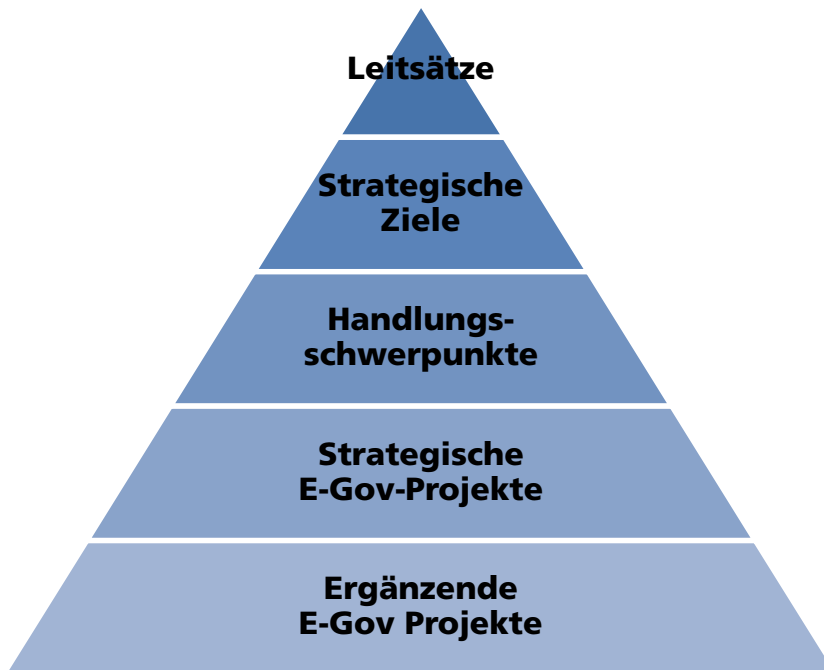 Leitsätze
Strategische
Ziele
Handlungs-
schwerpunkte
Strategische
E-Gov-Projekte
Ergänzende
E-Gov Projekte